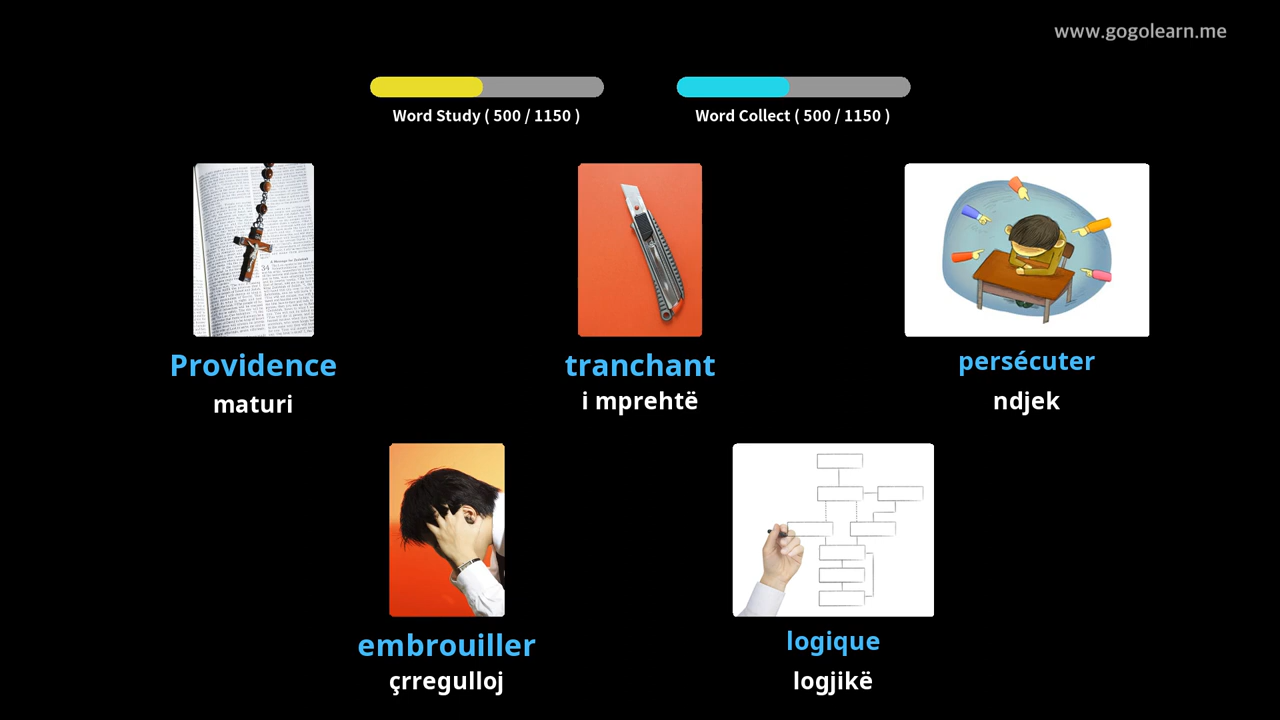 www.gogolearn.me
Word Study ( 500 / 1150 )
Word Collect ( 500 / 1150 )
Providence
maturi
tranchant
i mprehtë
persécuter
ndjek
embrouiller
çrregulloj
logique
logjikë